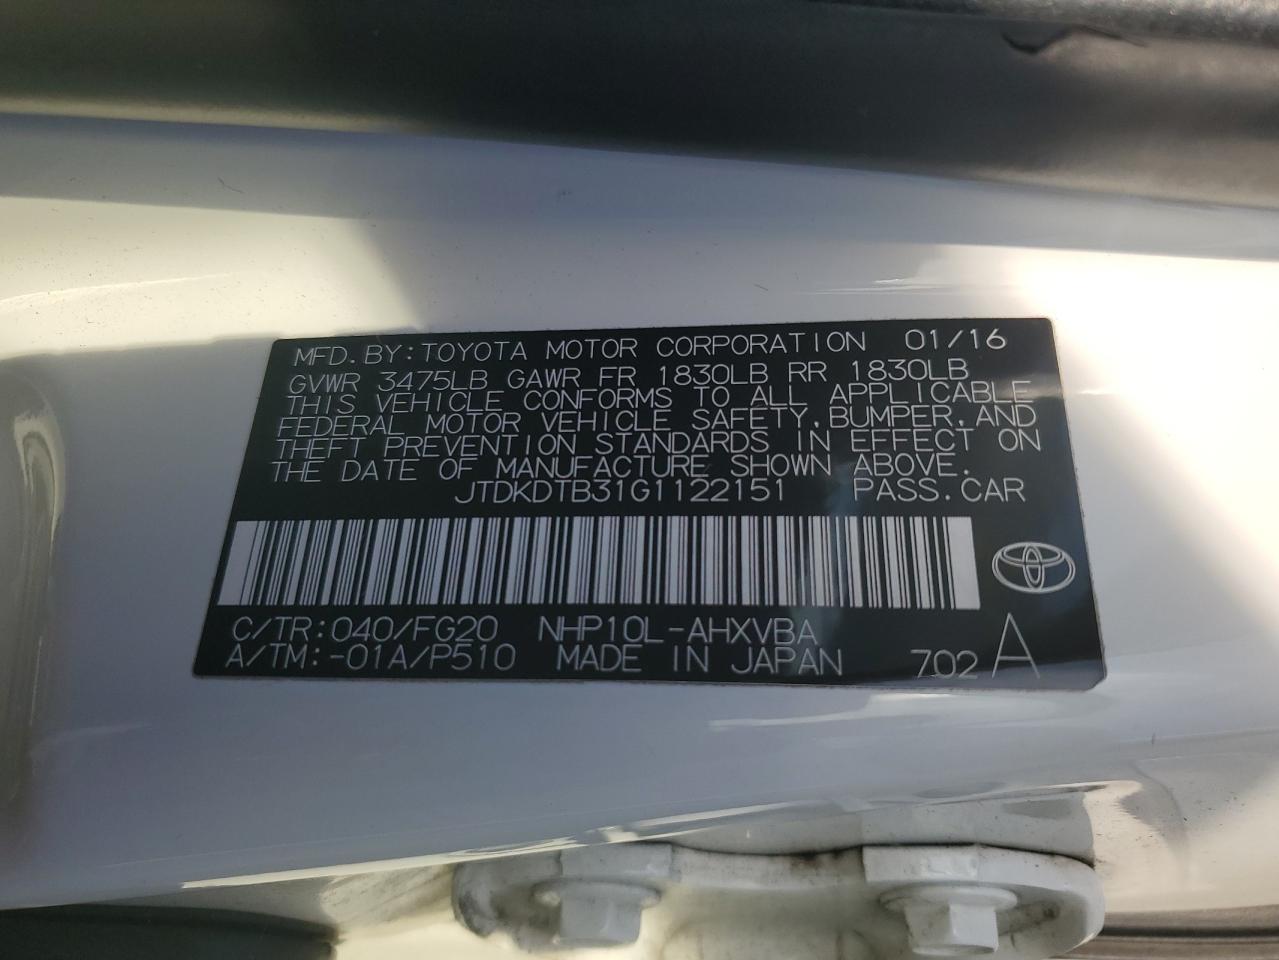 MFD. BY: TOYOTA MOTOR CORPORATION 01/16
GVWR 3475LB GAWR FR 1830LB RR 1830LB
THIS VEHICLE CONFORMS TO ALL APPLICABLE
FEDERAL MOTOR VEHICLE SAFETY, BUMPER, AND
THEFT PREVENTION STANDARDS IN EFFECT ON
THE DATE OF MANUFACTURE SHOWN ABOVE.
JTDKDTB31G1122151 PASS. CAR
C/TR: 040/FG20 NHP10L-AHXVBA
A/TM: -01A/P510 MADE IN JAPAN 702 A